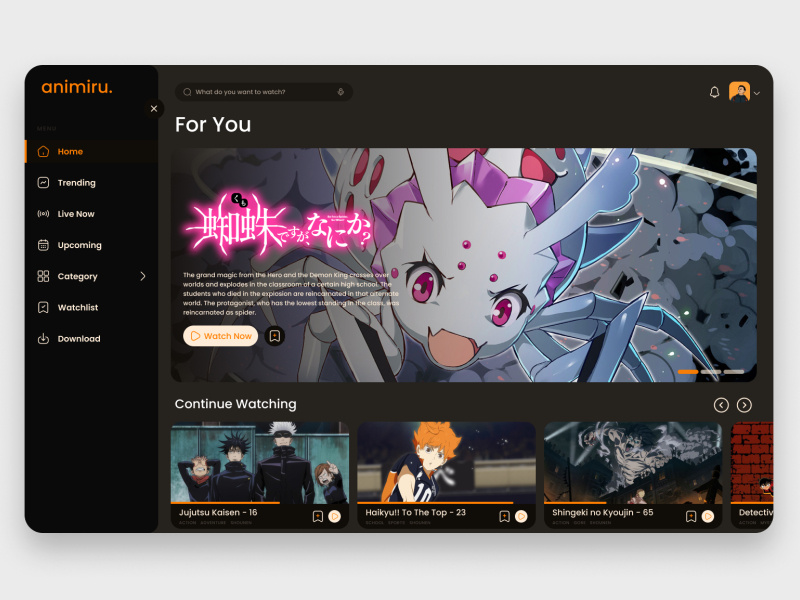 animiru.
What do you want to watch?
For You
MENU
Home
Trending
Live Now
Upcoming
Category
Watchlist
Download
くも
蜘蛛ですが、なにか?
The grand magic from the Hero and the Demon King crosses over
worlds and explodes in the classroom of a certain high school. The
students who died in the explosion are reincarnated in that alternate
world. The protagonist, who has the lowest standing in the class, was
reincarnated as spider.
Watch Now
Continue Watching
Jujutsu Kaisen - 16
ACTION ADVENTURE SHOUNEN
Haikyu!! To The Top - 23
SCHOOL SPORTS SHOUNEN
Shingeki no Kyoujin - 65
ACTION GORE SHOUNEN
Detectiv
ACTION